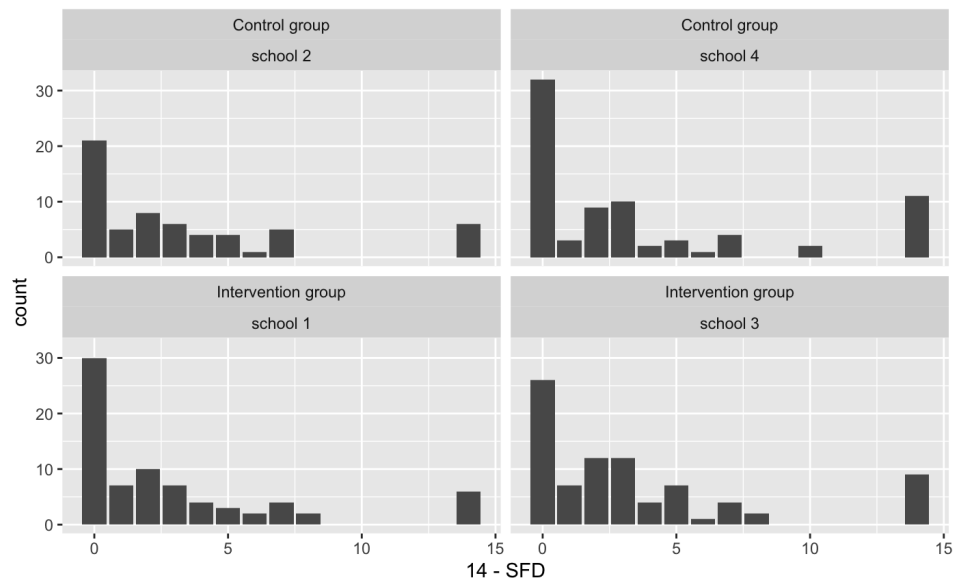 Control group
school 2
Control group
school 4
30
20
10
0
count
Intervention group
school 1
Intervention group
school 3
30
20
10
0
0 5 10 15
0 5 10 15
14 - SFD